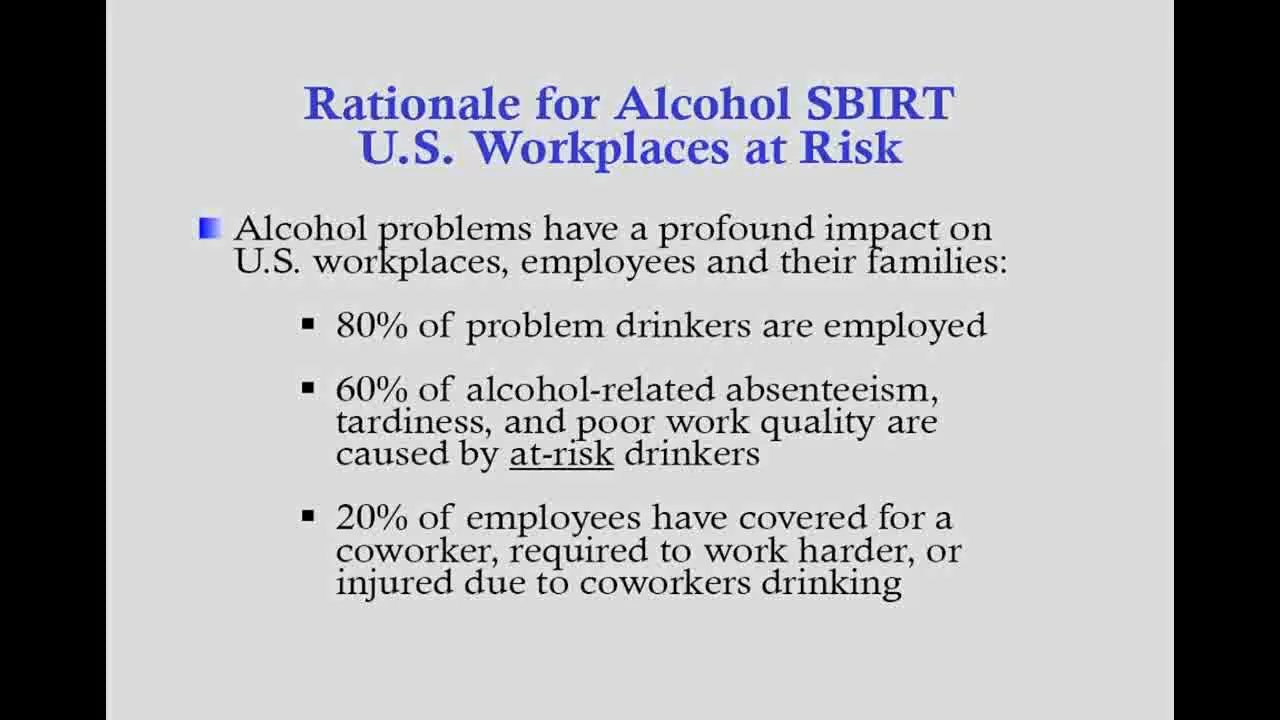 Rationale for Alcohol SBIRT
U.S. Workplaces at Risk
Alcohol problems have a profound impact on
U.S. workplaces, employees and their families:
80% of problem drinkers are employed
60% of alcohol-related absenteeism,
tardiness, and poor work quality are
caused by at-risk drinkers
20% of employees have covered for a
coworker, required to work harder, or
injured due to coworkers drinking